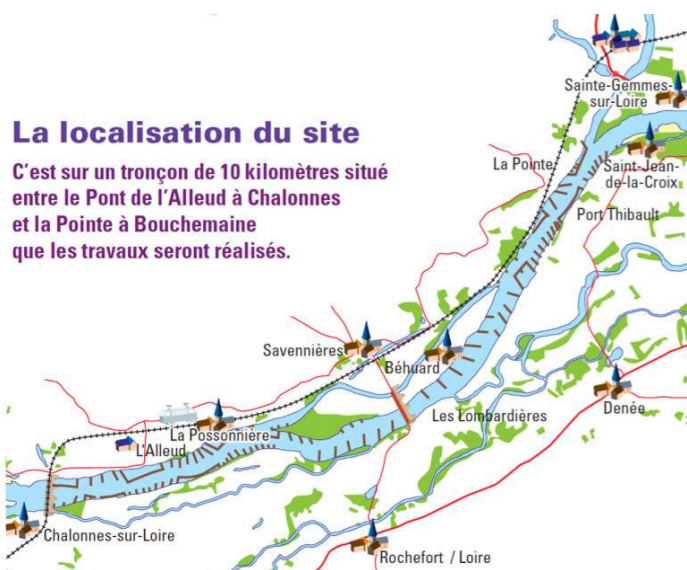 La localisation du site
C'est sur un tronçon de 10 kilomètres situé
entre le Pont de l'Alleud à Chalonnes
et la Pointe à Bouchemaine
que les travaux seront réalisés.
Sainte-Gemmes-
sur-Loire
La Pointe
Saint-Jean-
de-la-Croix
Port Thibault
Savennières
Béhuard
Denée
Les Lombardières
La Possonnière
L'Alleud
Chalonnes-sur-Loire
Rochefort / Loire